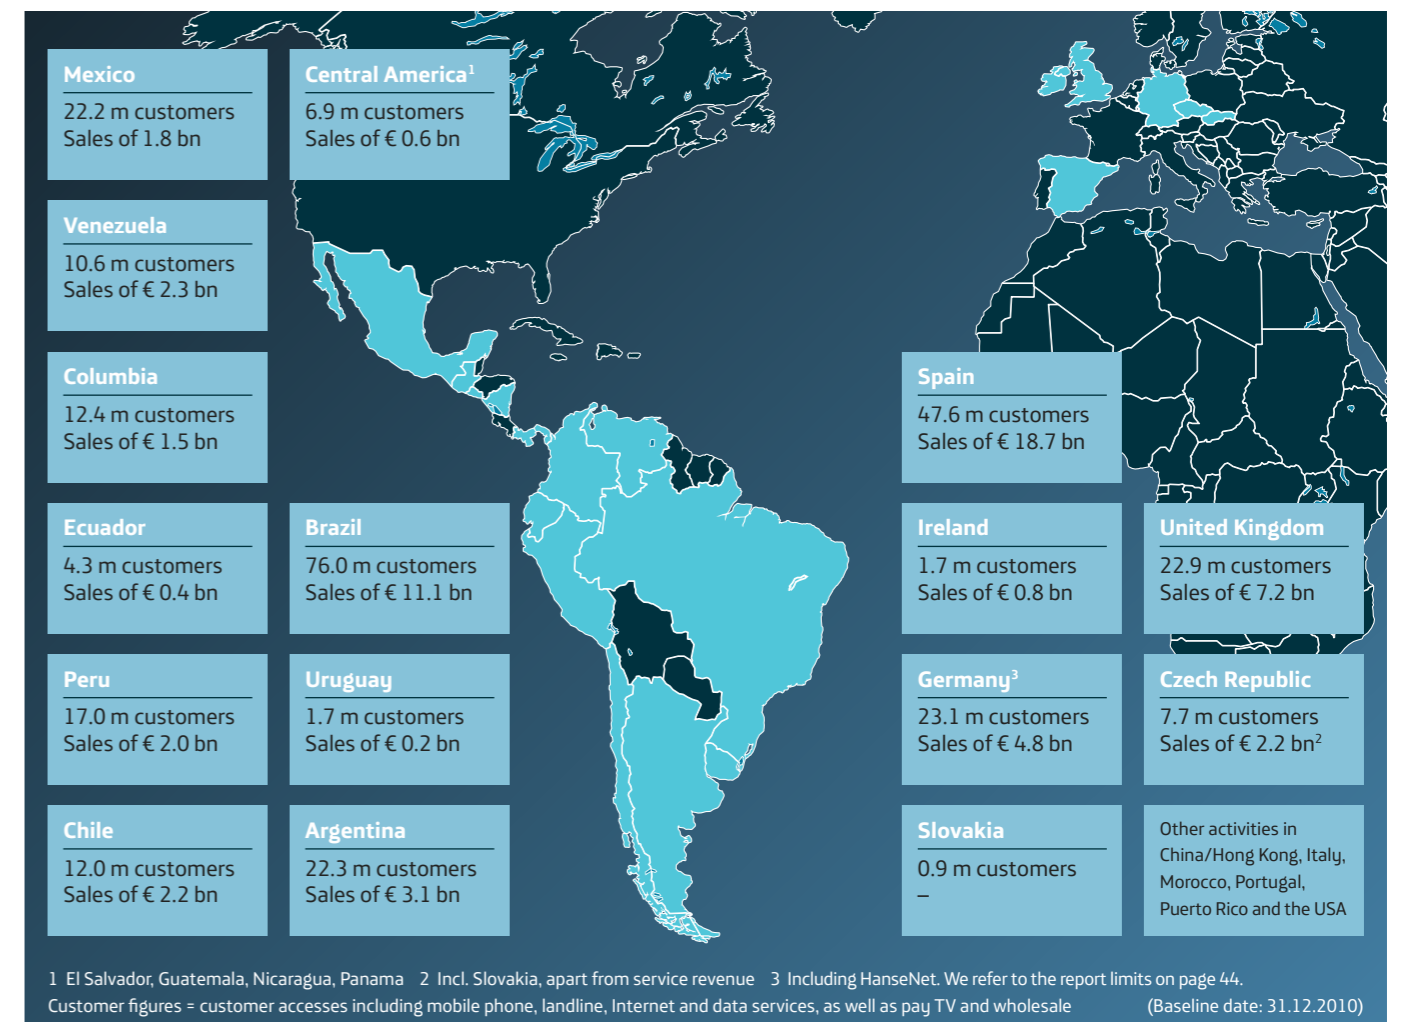 Mexico
22.2 m customers
Sales of 1.8 bn
Central America¹
6.9 m customers
Sales of € 0.6 bn
Venezuela
10.6 m customers
Sales of € 2.3 bn
Columbia
12.4 m customers
Sales of € 1.5 bn
Spain
47.6 m customers
Sales of € 18.7 bn
Ecuador
4.3 m customers
Sales of € 0.4 bn
Brazil
76.0 m customers
Sales of € 11.1 bn
Ireland
1.7 m customers
Sales of € 0.8 bn
United Kingdom
22.9 m customers
Sales of € 7.2 bn
Peru
17.0 m customers
Sales of € 2.0 bn
Uruguay
1.7 m customers
Sales of € 0.2 bn
Germany³
23.1 m customers
Sales of € 4.8 bn
Czech Republic
7.7 m customers
Sales of € 2.2 bn²
Chile
12.0 m customers
Sales of € 2.2 bn
Argentina
22.3 m customers
Sales of € 3.1 bn
Slovakia
0.9 m customers
–
Other activities in
China/Hong Kong, Italy,
Morocco, Portugal,
Puerto Rico and the USA
1 El Salvador, Guatemala, Nicaragua, Panama 2 Incl. Slovakia, apart from service revenue 3 Including HanseNet. We refer to the report limits on page 44.
Customer figures = customer accesses including mobile phone, landline, Internet and data services, as well as pay TV and wholesale (Baseline date: 31.12.2010)